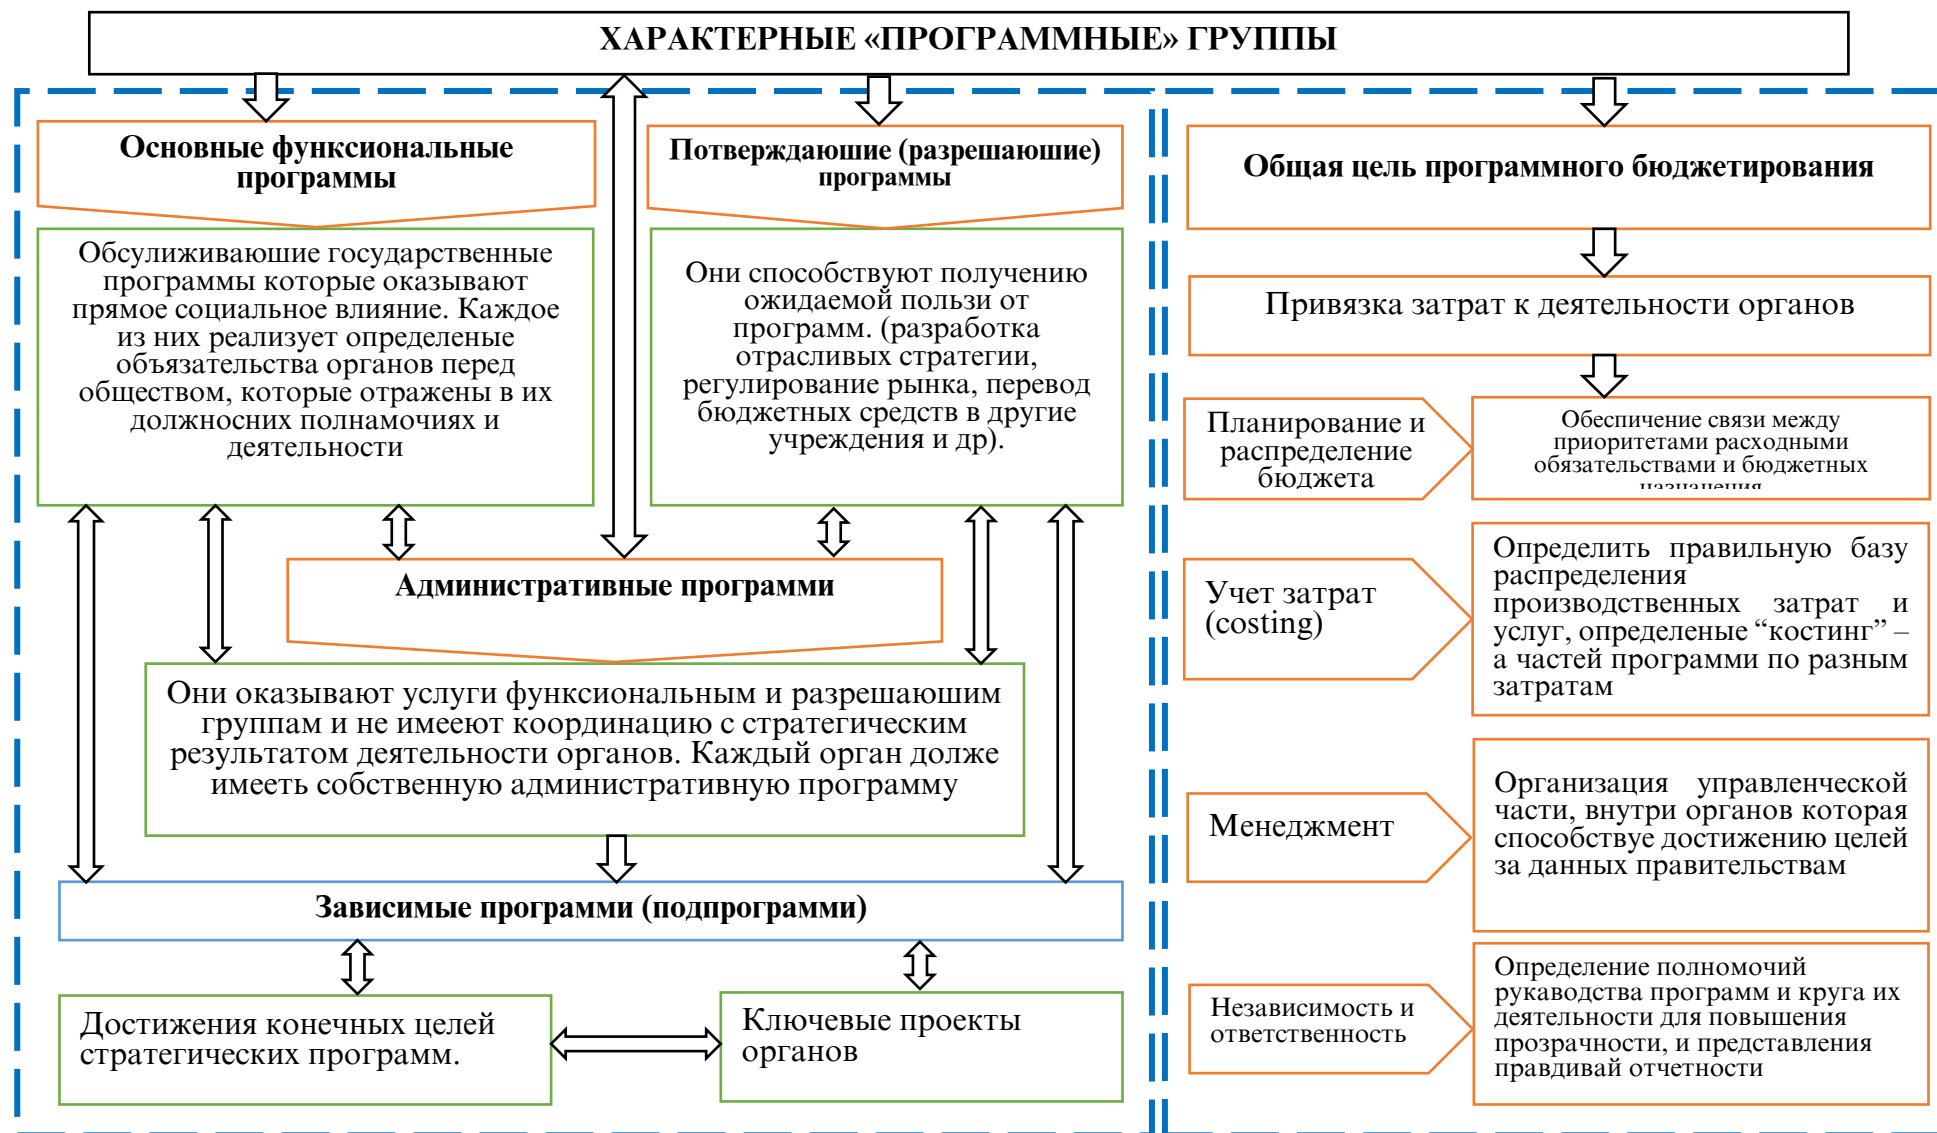 ХАРАКТЕРНЫЕ «ПРОГРАММНЫЕ» ГРУППЫ
Основные функсиональные
программы
Обсулиживаюшие государственные
программы которые оказывают
прямое социальное влияние. Каждое
из них реализует определеные
объязательства органов перед
обществом, которые отражены в их
должносних полнамочиях и
деятельности
Потверждаюшие (разрешаюшие)
программы
Они способствуют получению
ожидаемой пользи от
программ. (разработка
отрасливых стратегии,
регулирование рынка, перевод
бюджетных средств в другие
учреждения и др).
Административные программи
Они оказывают услуги функсиональным и разрешаюшим
группам и не имееют координацию с стратегическим
результатом деятельности органов. Каждый орган долже
имееть собственную административную программу
Зависимые программи (подпрограмми)
Достижения конечных целей
стратегических программ.
Ключевые проекты
органов
Общая цель программного бюджетирования
Привязка затрат к деятельности органов
Планирование и
распределение
бюджета
Обеспичение связи между
приоритетами расходными
обязательствами и бюджетных
назначения
Учет затрат
(costing)
Определить правильную базу
распределения
производственных затрат и
услуг, определеные “костинг” –
а частей программи по разным
затратам
Менеджмент
Организация управленческой
части, внутри органов которая
способствуе достижению целей
за данных правительствам
Независимость и
ответственность
Определение полномочий
рукаводства программ и круга их
деятельности для повышения
прозрачности, и представления
правдивай отчетности